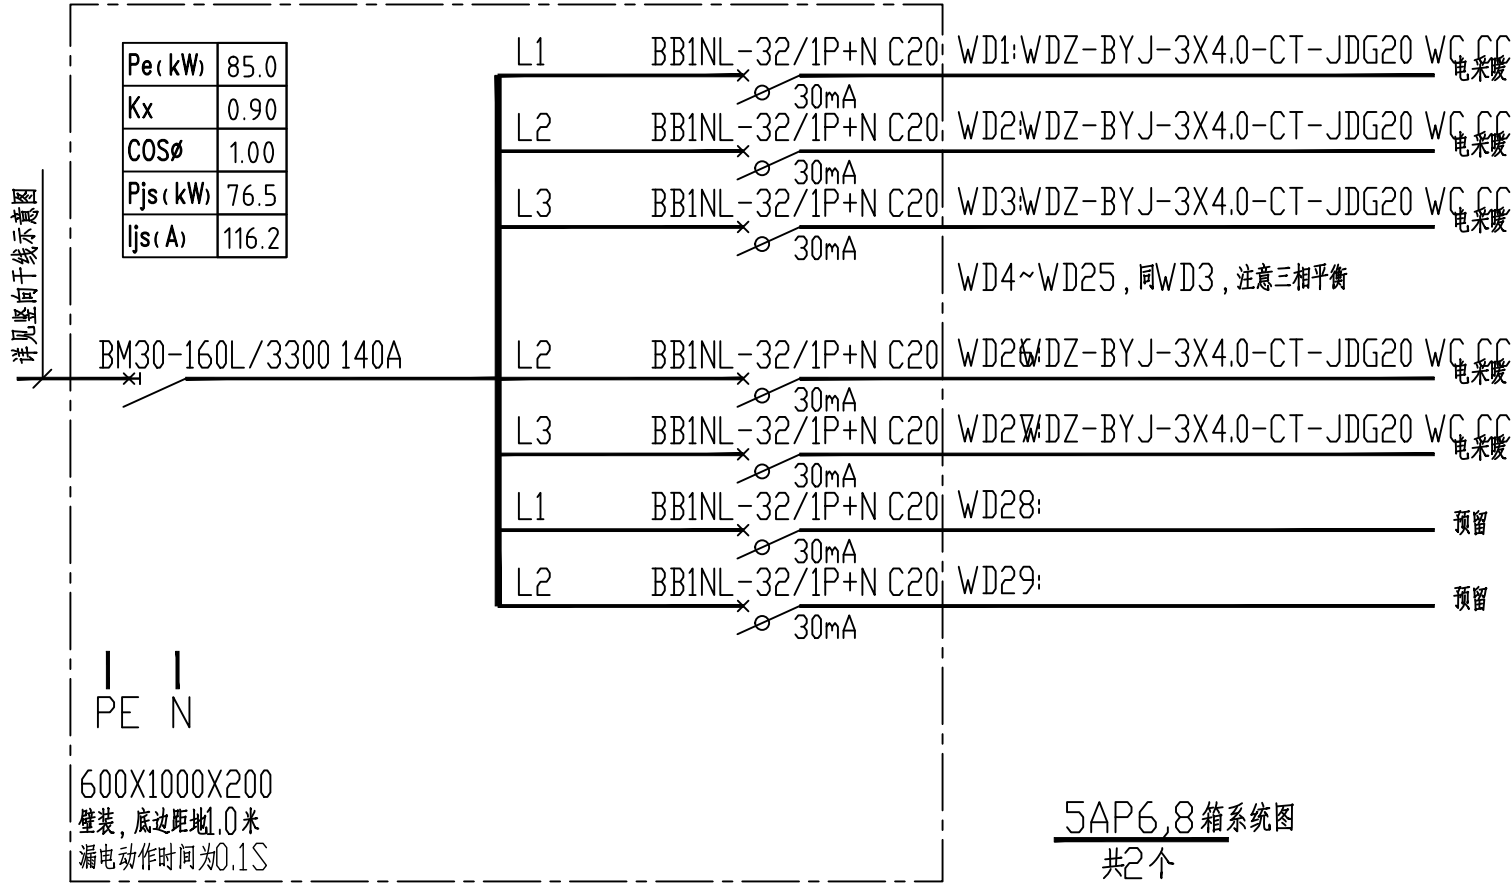 Pe(kW) 85.0
Kx 0.90
COSø 1.00
Pjs(kW) 76.5
Ijs(A) 116.2
详见竖向干线示意图
BM30-160L/3300 140A
L1 BB1NL-32/1P+N C20 WD1:WDZ-BYJ-3X4.0-CT-JDG20 WC CC
电采暖
30mA
L2 BB1NL-32/1P+N C20 WD2:WDZ-BYJ-3X4.0-CT-JDG20 WC CC
电采暖
30mA
L3 BB1NL-32/1P+N C20 WD3:WDZ-BYJ-3X4.0-CT-JDG20 WC CC
电采暖
30mA
WD4~WD25,同WD3,注意三相平衡
L2 BB1NL-32/1P+N C20 WD26:WDZ-BYJ-3X4.0-CT-JDG20 WC CC
电采暖
30mA
L3 BB1NL-32/1P+N C20 WD27:WDZ-BYJ-3X4.0-CT-JDG20 WC CC
电采暖
30mA
L1 BB1NL-32/1P+N C20 WD28:
预留
30mA
L2 BB1NL-32/1P+N C20 WD29:
预留
30mA
PE N
600X1000X200
壁装,底边距地1.0米
漏电动作时间为0.1S
5AP6,8箱系统图
共2个